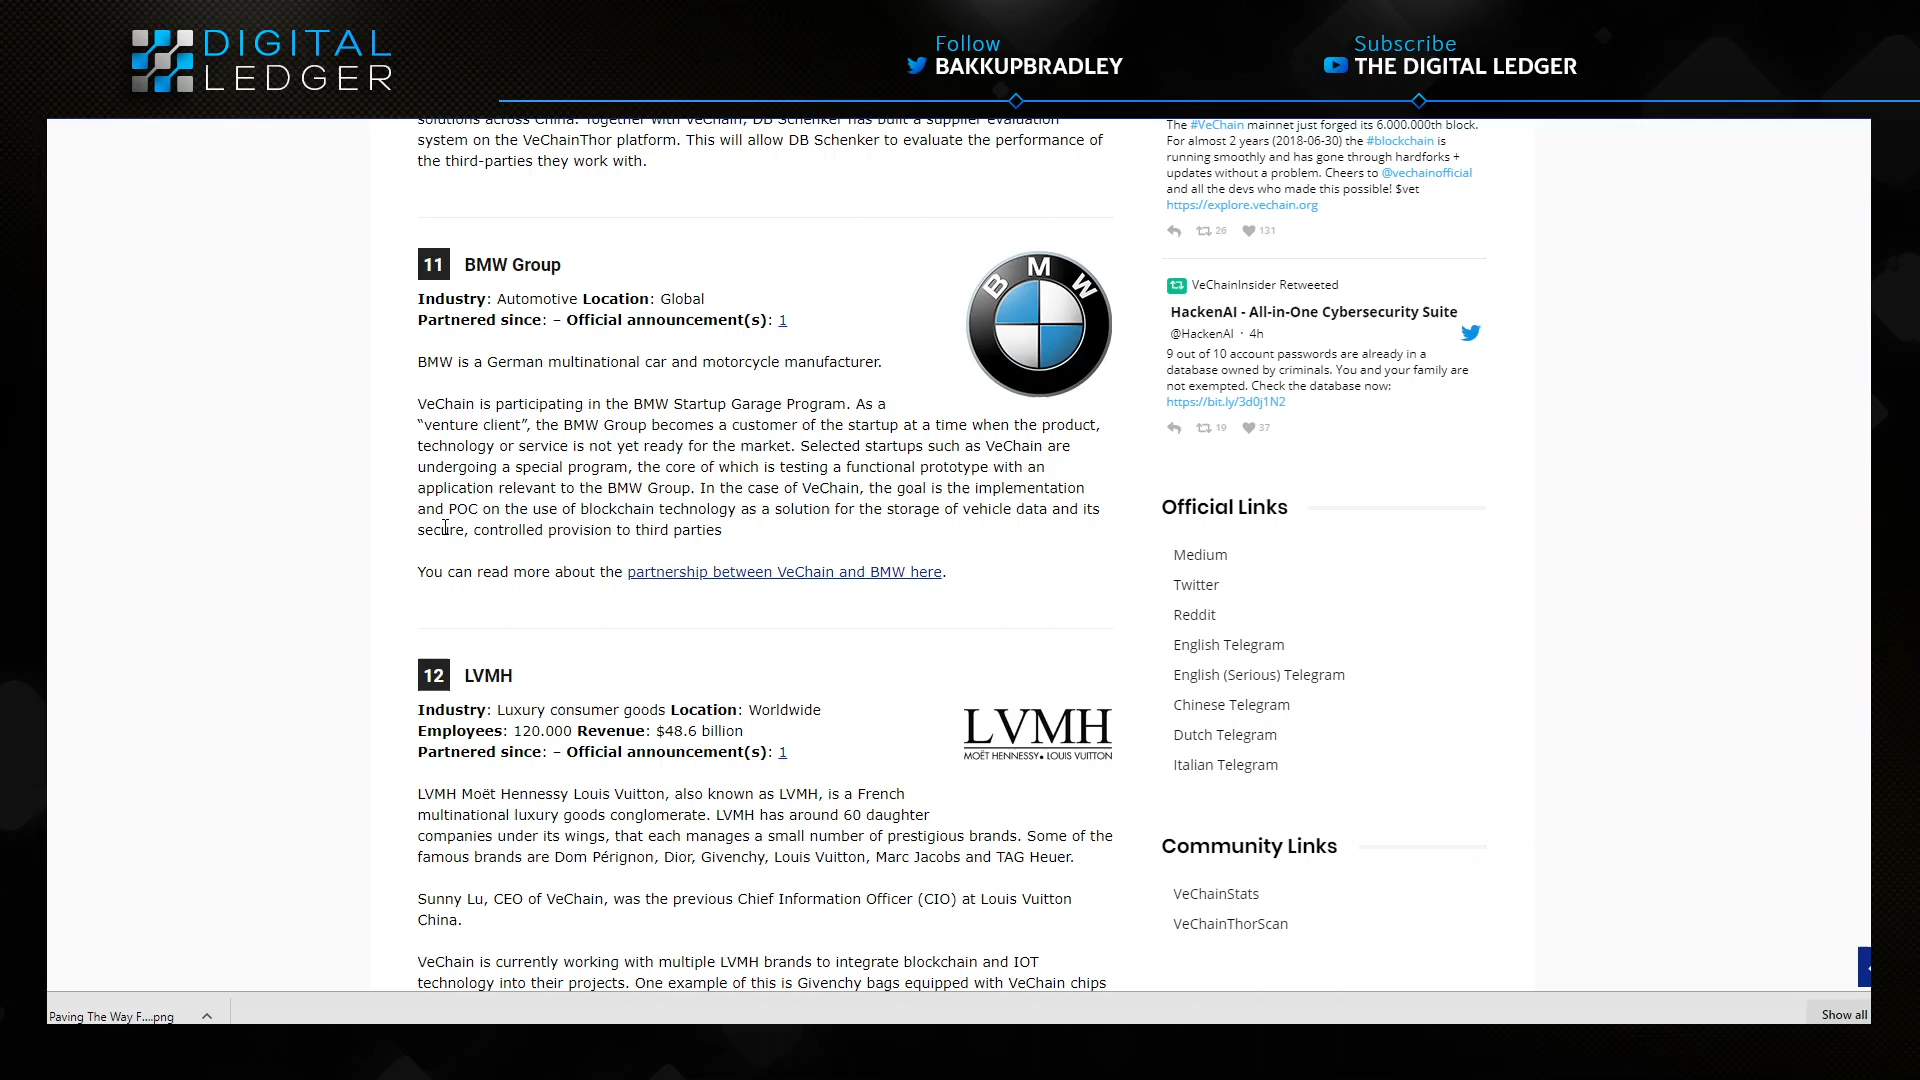 DIGITAL
LEDGER
Follow
BAKKUPBRADLEY
Subscribe
THE DIGITAL LEDGER
solutions across China. Together with VeChain, DB Schenker has built a supplier evaluation
system on the VeChainThor platform. This will allow DB Schenker to evaluate the performance of
the third-parties they work with.
11 BMW Group
Industry: Automotive Location: Global
Partnered since: – Official announcement(s): 1
BMW is a German multinational car and motorcycle manufacturer.
VeChain is participating in the BMW Startup Garage Program. As a
“venture client”, the BMW Group becomes a customer of the startup at a time when the product,
technology or service is not yet ready for the market. Selected startups such as VeChain are
undergoing a special program, the core of which is testing a functional prototype with an
application relevant to the BMW Group. In the case of VeChain, the goal is the implementation
and POC on the use of blockchain technology as a solution for the storage of vehicle data and its
secure, controlled provision to third parties
You can read more about the partnership between VeChain and BMW here.
BMW
12 LVMH
Industry: Luxury consumer goods Location: Worldwide
Employees: 120.000 Revenue: $48.6 billion
Partnered since: – Official announcement(s): 1
LVMH
MOËT HENNESSY • LOUIS VUITTON
LVMH Moët Hennessy Louis Vuitton, also known as LVMH, is a French
multinational luxury goods conglomerate. LVMH has around 60 daughter
companies under its wings, that each manages a small number of prestigious brands. Some of the
famous brands are Dom Pérignon, Dior, Givenchy, Louis Vuitton, Marc Jacobs and TAG Heuer.
Sunny Lu, CEO of VeChain, was the previous Chief Information Officer (CIO) at Louis Vuitton
China.
VeChain is currently working with multiple LVMH brands to integrate blockchain and IOT
technology into their projects. One example of this is Givenchy bags equipped with VeChain chips
The #VeChain mainnet just forged its 6.000.000th block.
For almost 2 years (2018-06-30) the #blockchain is
running smoothly and has gone through hardforks +
updates without a problem. Cheers to @vechainofficial
and all the devs who made this possible! $vet
https://explore.vechain.org
26 131
VeChainInsider Retweeted
HackenAI - All-in-One Cybersecurity Suite
@HackenAI · 4h
9 out of 10 account passwords are already in a
database owned by criminals. You and your family are
not exempted. Check the database now:
https://bit.ly/3d0j1N2
19 37
Official Links
Medium
Twitter
Reddit
English Telegram
English (Serious) Telegram
Chinese Telegram
Dutch Telegram
Italian Telegram
Community Links
VeChainStats
VeChainThorScan
Paving The Way F....png
Show all